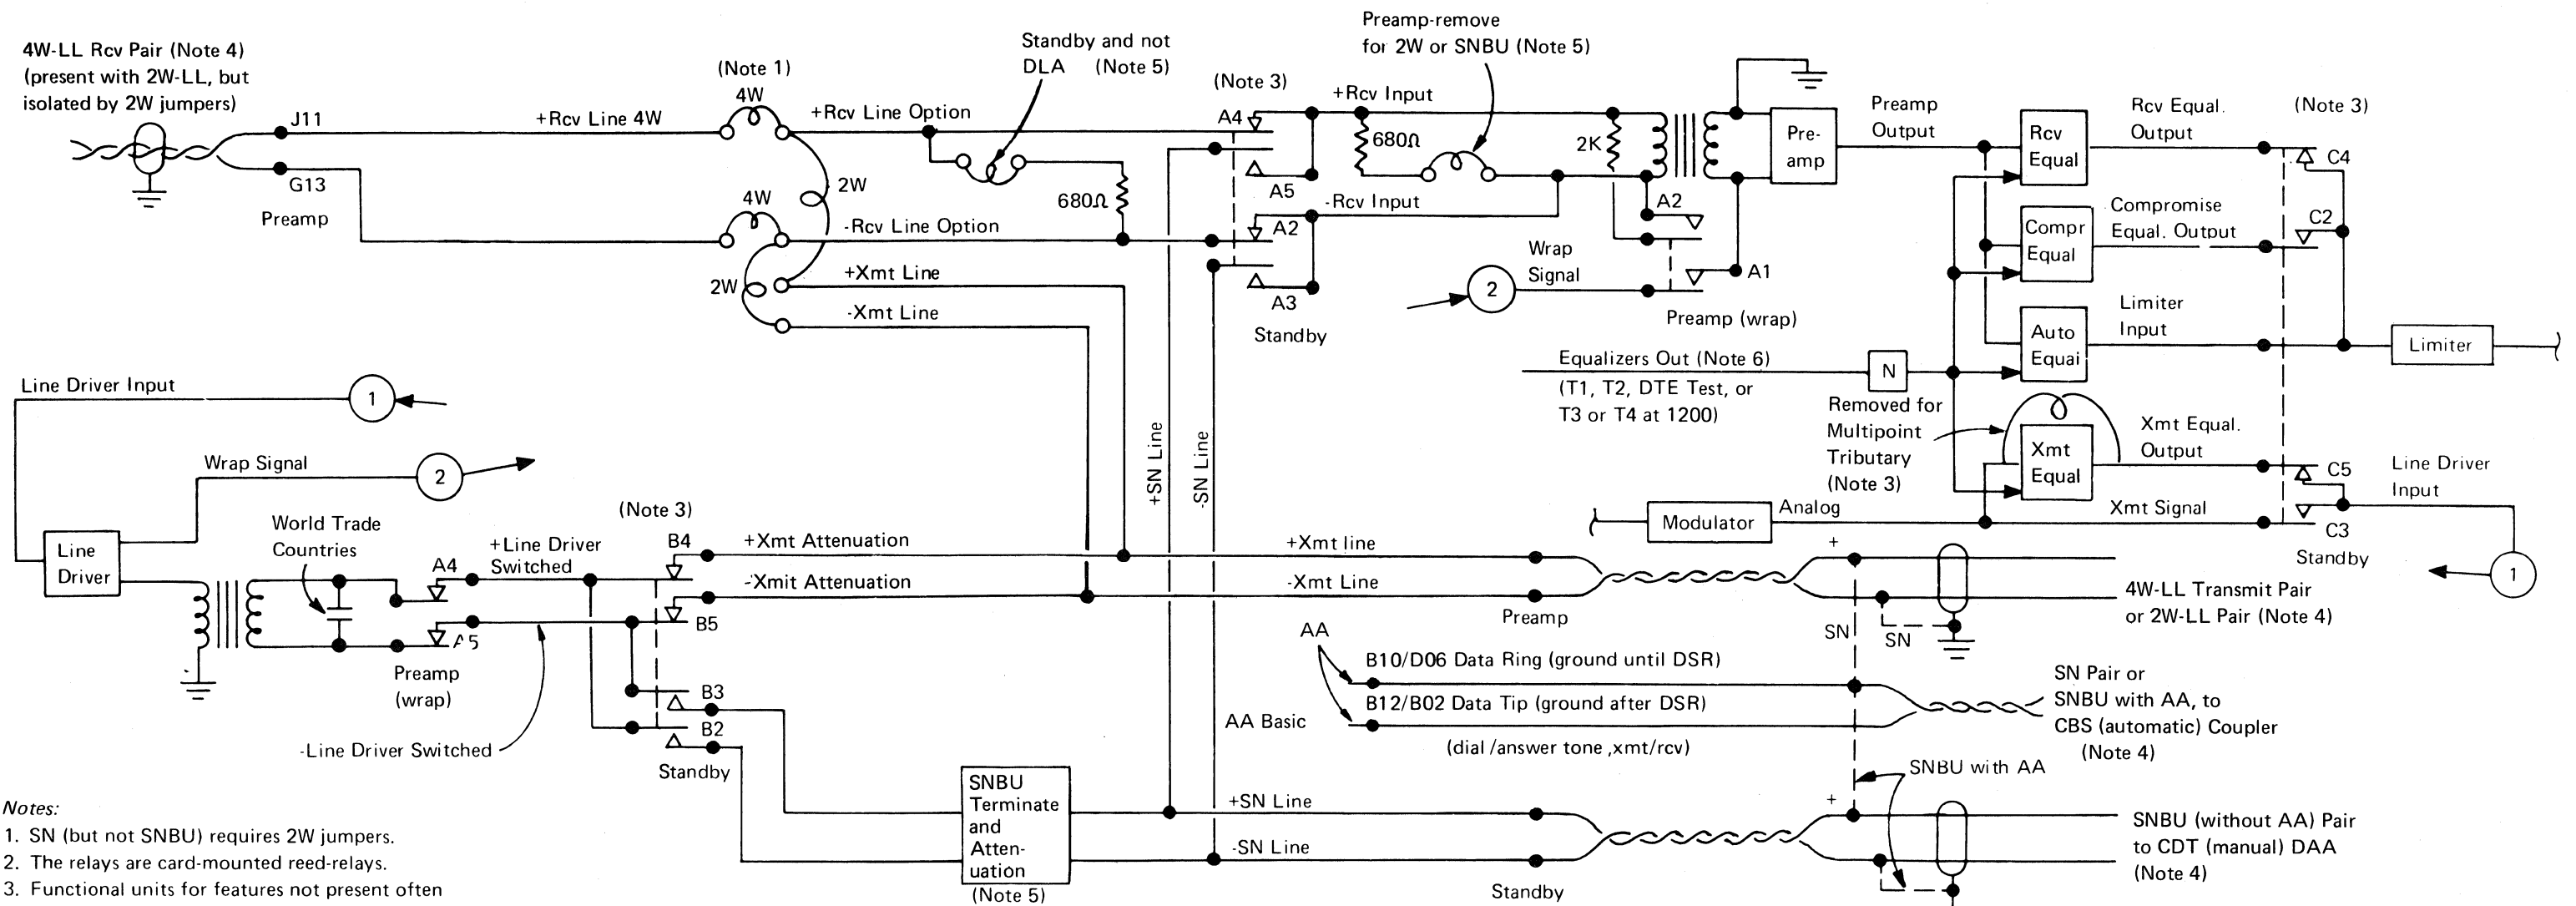 4W-LL Rcv Pair (Note 4)
(present with 2W-LL, but
isolated by 2W jumpers)
J11
G13
Preamp
+Rcv Line 4W
(Note 1)
4W
4W
2W
2W
+Rcv Line Option
-Rcv Line Option
+Xmt Line
-Xmt Line
Standby and not
DLA (Note 5)
680Ω
(Note 3)
A4
A5
A2
A3
Standby
Preamp-remove
for 2W or SNBU (Note 5)
+Rcv Input
680Ω
2K
-Rcv Input
A2
A1
Wrap
Signal
2
Preamp (wrap)
Pre-
amp
Preamp
Output
Rcv
Equal
Rcv Equal.
Output
(Note 3)
C4
Compr
Equal
Compromise
Equal. Output
C2
Auto
Equai
Limiter
Input
Limiter
Equalizers Out (Note 6)
(T1, T2, DTE Test, or
T3 or T4 at 1200)
N
Removed for
Multipoint
Tributary
(Note 3)
Xmt
Equal
Xmt Equal.
Output
C5
Line Driver
Input
Modulator
Analog
Xmt Signal
C3
Standby
1
Line Driver Input
1
Wrap Signal
2
Line
Driver
World Trade
Countries
A4
A5
Preamp
(wrap)
+Line Driver
Switched
-Line Driver Switched
(Note 3)
B4
B5
B3
B2
Standby
+Xmt Attenuation
-Xmit Attenuation
+SN Line
-SN Line
+Xmt line
-Xmt Line
Preamp
+
SN
SN
4W-LL Transmit Pair
or 2W-LL Pair (Note 4)
AA
B10/D06 Data Ring (ground until DSR)
B12/B02 Data Tip (ground after DSR)
AA Basic
(dial /answer tone ,xmt/rcv)
SN Pair or
SNBU with AA, to
CBS (automatic) Coupler
(Note 4)
SNBU with AA
SNBU
Terminate
and
Atten-
uation
(Note 5)
+SN Line
-SN Line
Standby
+
SNBU (without AA) Pair
to CDT (manual) DAA
(Note 4)
Notes:
1. SN (but not SNBU) requires 2W jumpers.
2. The relays are card-mounted reed-relays.
3. Functional units for features not present often